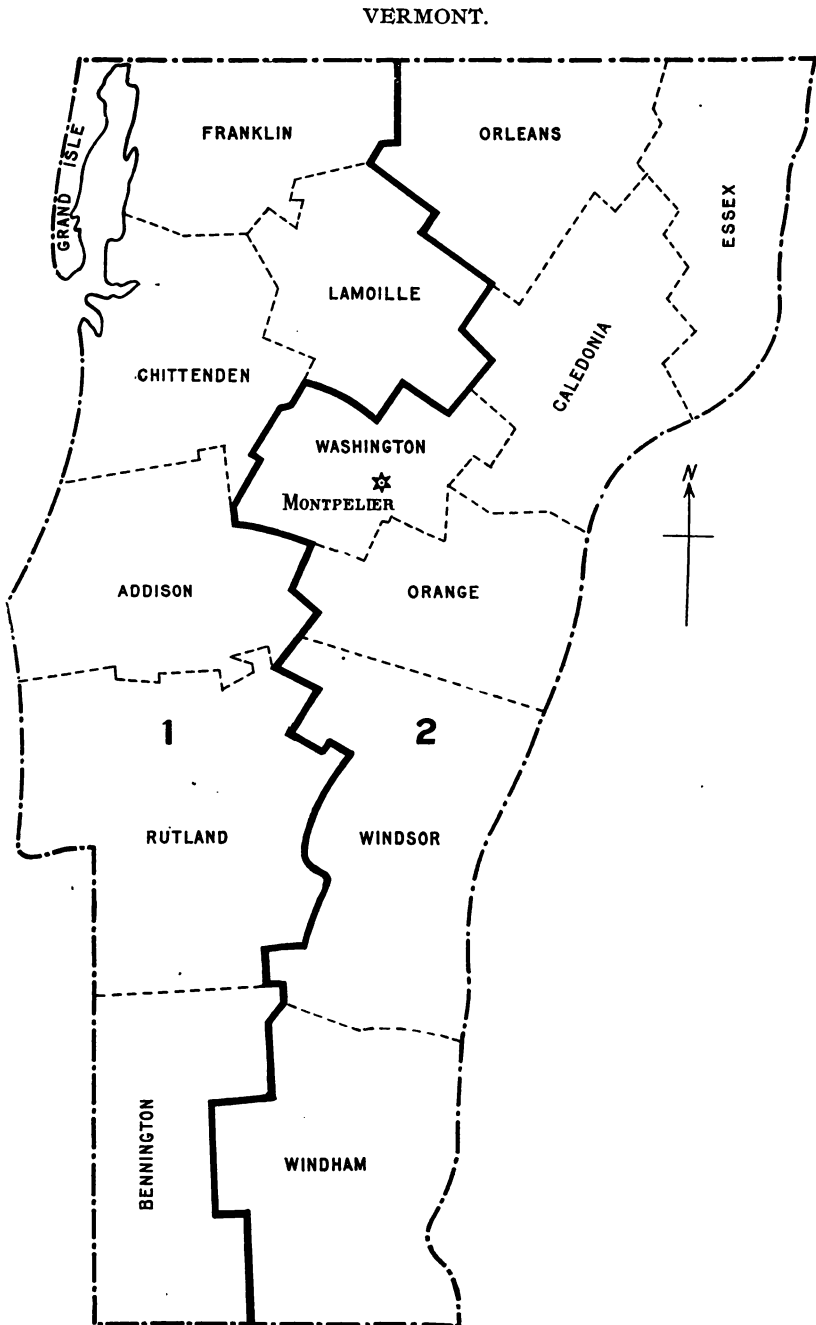 VERMONT.
FRANKLIN
ORLEANS
GRAND ISLE
ESSEX
LAMOILLE
CHITTENDEN
CALEDONIA
WASHINGTON
MONTPELIER
N
ADDISON
ORANGE
1
2
RUTLAND
WINDSOR
BENNINGTON
WINDHAM